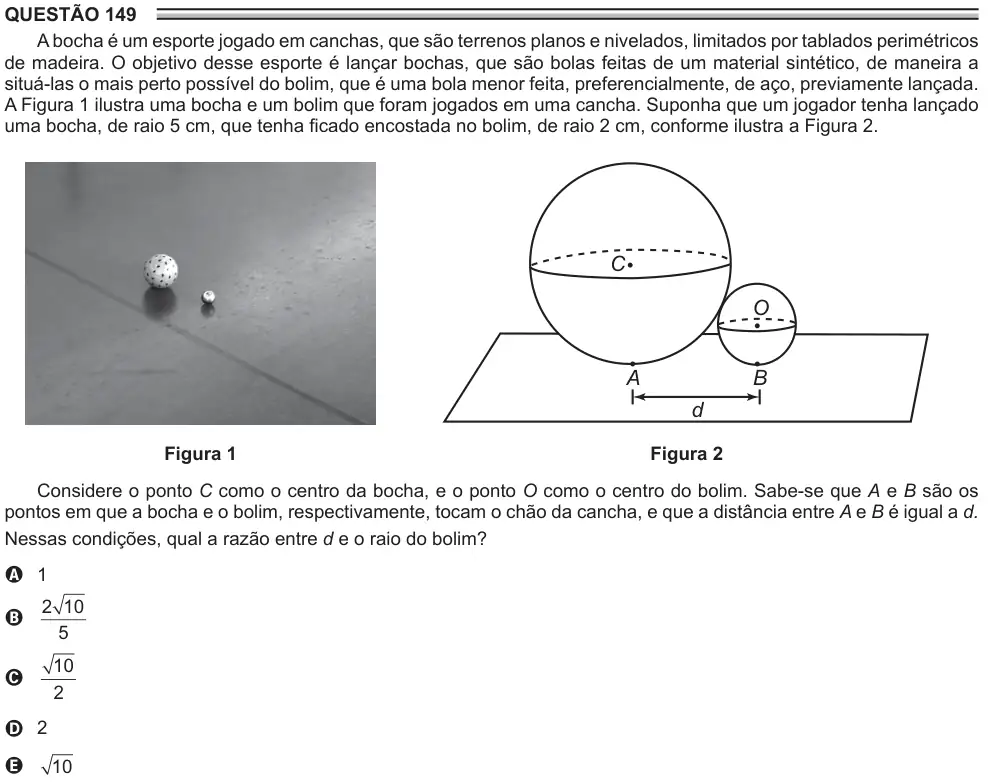 QUESTÃO 149
A bocha é um esporte jogado em canchas, que são terrenos planos e nivelados, limitados por tablados perimétricos
de madeira. O objetivo desse esporte é lançar bochas, que são bolas feitas de um material sintético, de maneira a
situá-las o mais perto possível do bolim, que é uma bola menor feita, preferencialmente, de aço, previamente lançada.
A Figura 1 ilustra uma bocha e um bolim que foram jogados em uma cancha. Suponha que um jogador tenha lançado
uma bocha, de raio 5 cm, que tenha ficado encostada no bolim, de raio 2 cm, conforme ilustra a Figura 2.
C
O
A
B
d
Figura 1
Figura 2
Considere o ponto C como o centro da bocha, e o ponto O como o centro do bolim. Sabe-se que A e B são os
pontos em que a bocha e o bolim, respectivamente, tocam o chão da cancha, e que a distância entre A e B é igual a d.
Nessas condições, qual a razão entre d e o raio do bolim?
A 1
B 2√10/5
C √10/2
D 2
E √10